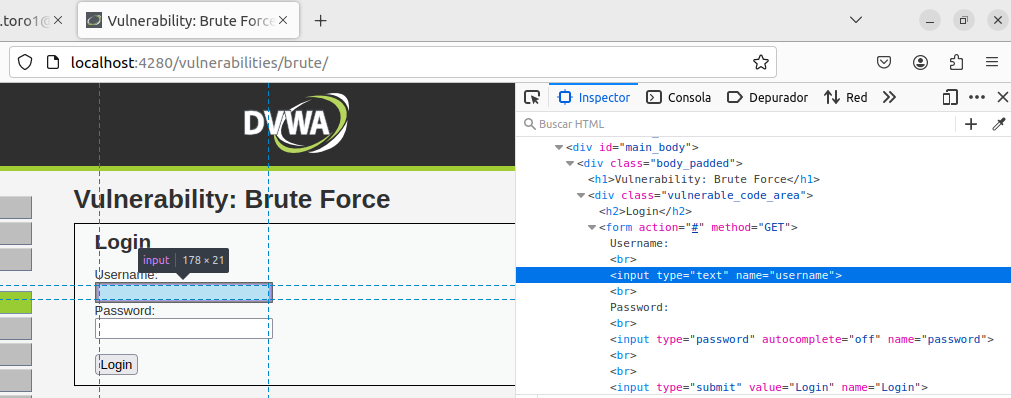 .toro1@
Vulnerability: Brute Force
localhost:4280/vulnerabilities/brute/
DVWA
Vulnerability: Brute Force
Login
input 178 × 21
Username:
Password:
Login
Inspector Consola Depurador Red
Buscar HTML
<div id="main_body">
<div class="body_padded">
<h1>Vulnerability: Brute Force</h1>
<div class="vulnerable_code_area">
<h2>Login</h2>
<form action="#" method="GET">
Username:
<br>
<input type="text" name="username">
<br>
Password:
<br>
<input type="password" autocomplete="off" name="password">
<br>
<br>
<input type="submit" value="Login" name="Login">